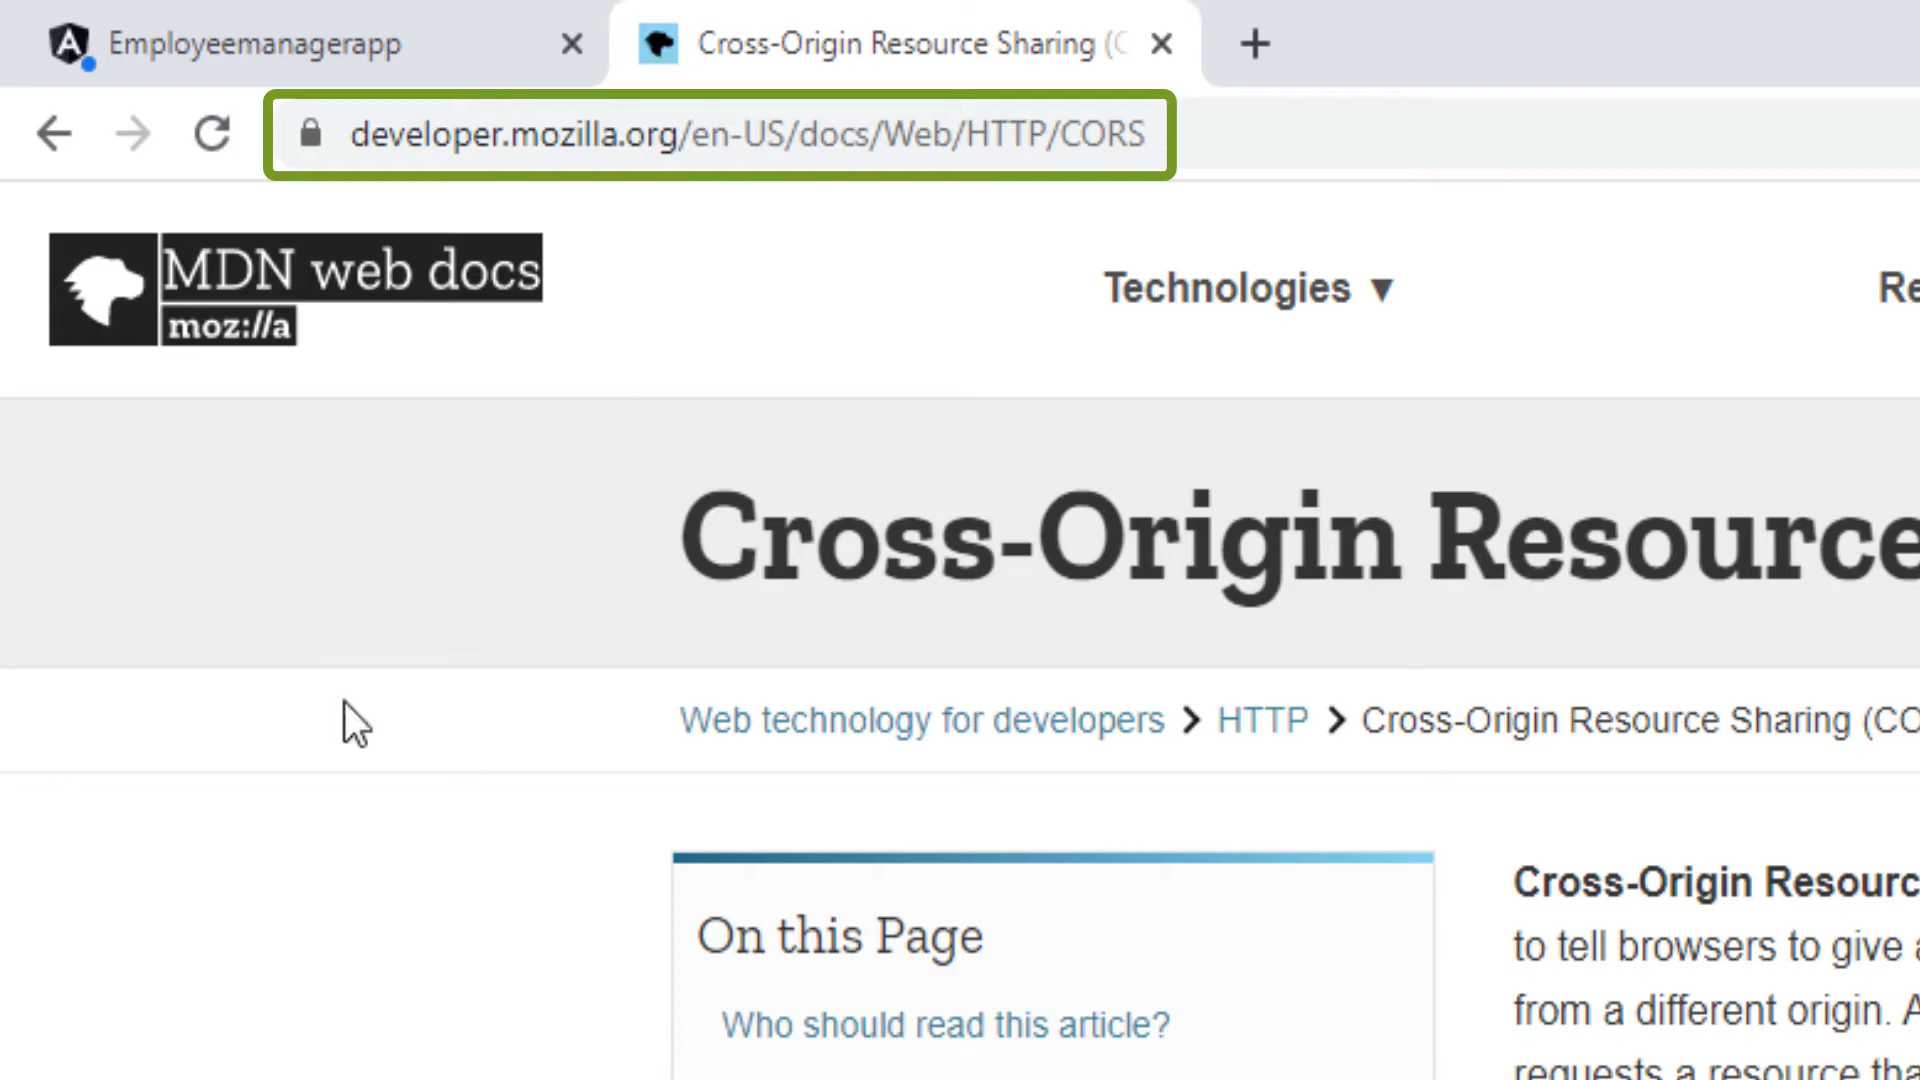 Employeemanagerapp
Cross-Origin Resource Sharing (C
developer.mozilla.org/en-US/docs/Web/HTTP/CORS
MDN web docs
moz://a
Technologies ▼
Re
Cross-Origin Resource
Web technology for developers > HTTP > Cross-Origin Resource Sharing (CO
On this Page
Who should read this article?
Cross-Origin Resourc
to tell browsers to give a
from a different origin. A
requests a resource tha